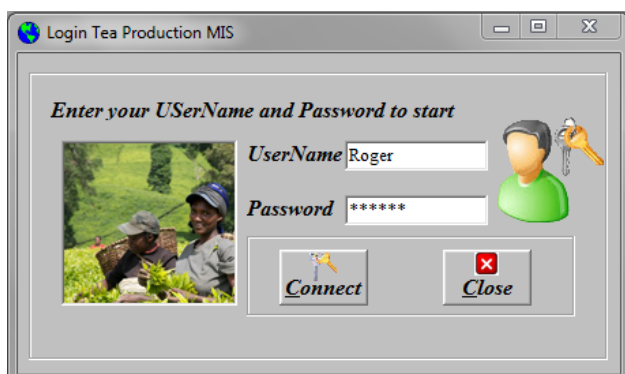 Login Tea Production MIS
Enter your USerName and Password to start
UserName Roger
Password ******
Connect Close